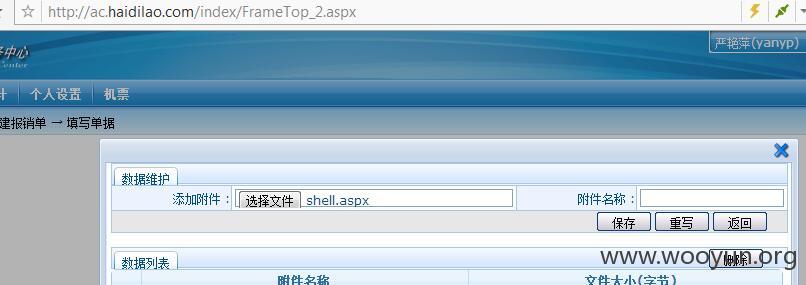 http://ac.haidilao.com/index/FrameTop_2.aspx
严艳萍(yanyp)
中心
Center
计 个人设置 机票
建报销单 → 填写单据
数据维护
添加附件： 选择文件 shell.aspx 附件名称：
保存 重写 返回
www.wooyun.org
数据列表 删除
附件名称 文件大小(字节)